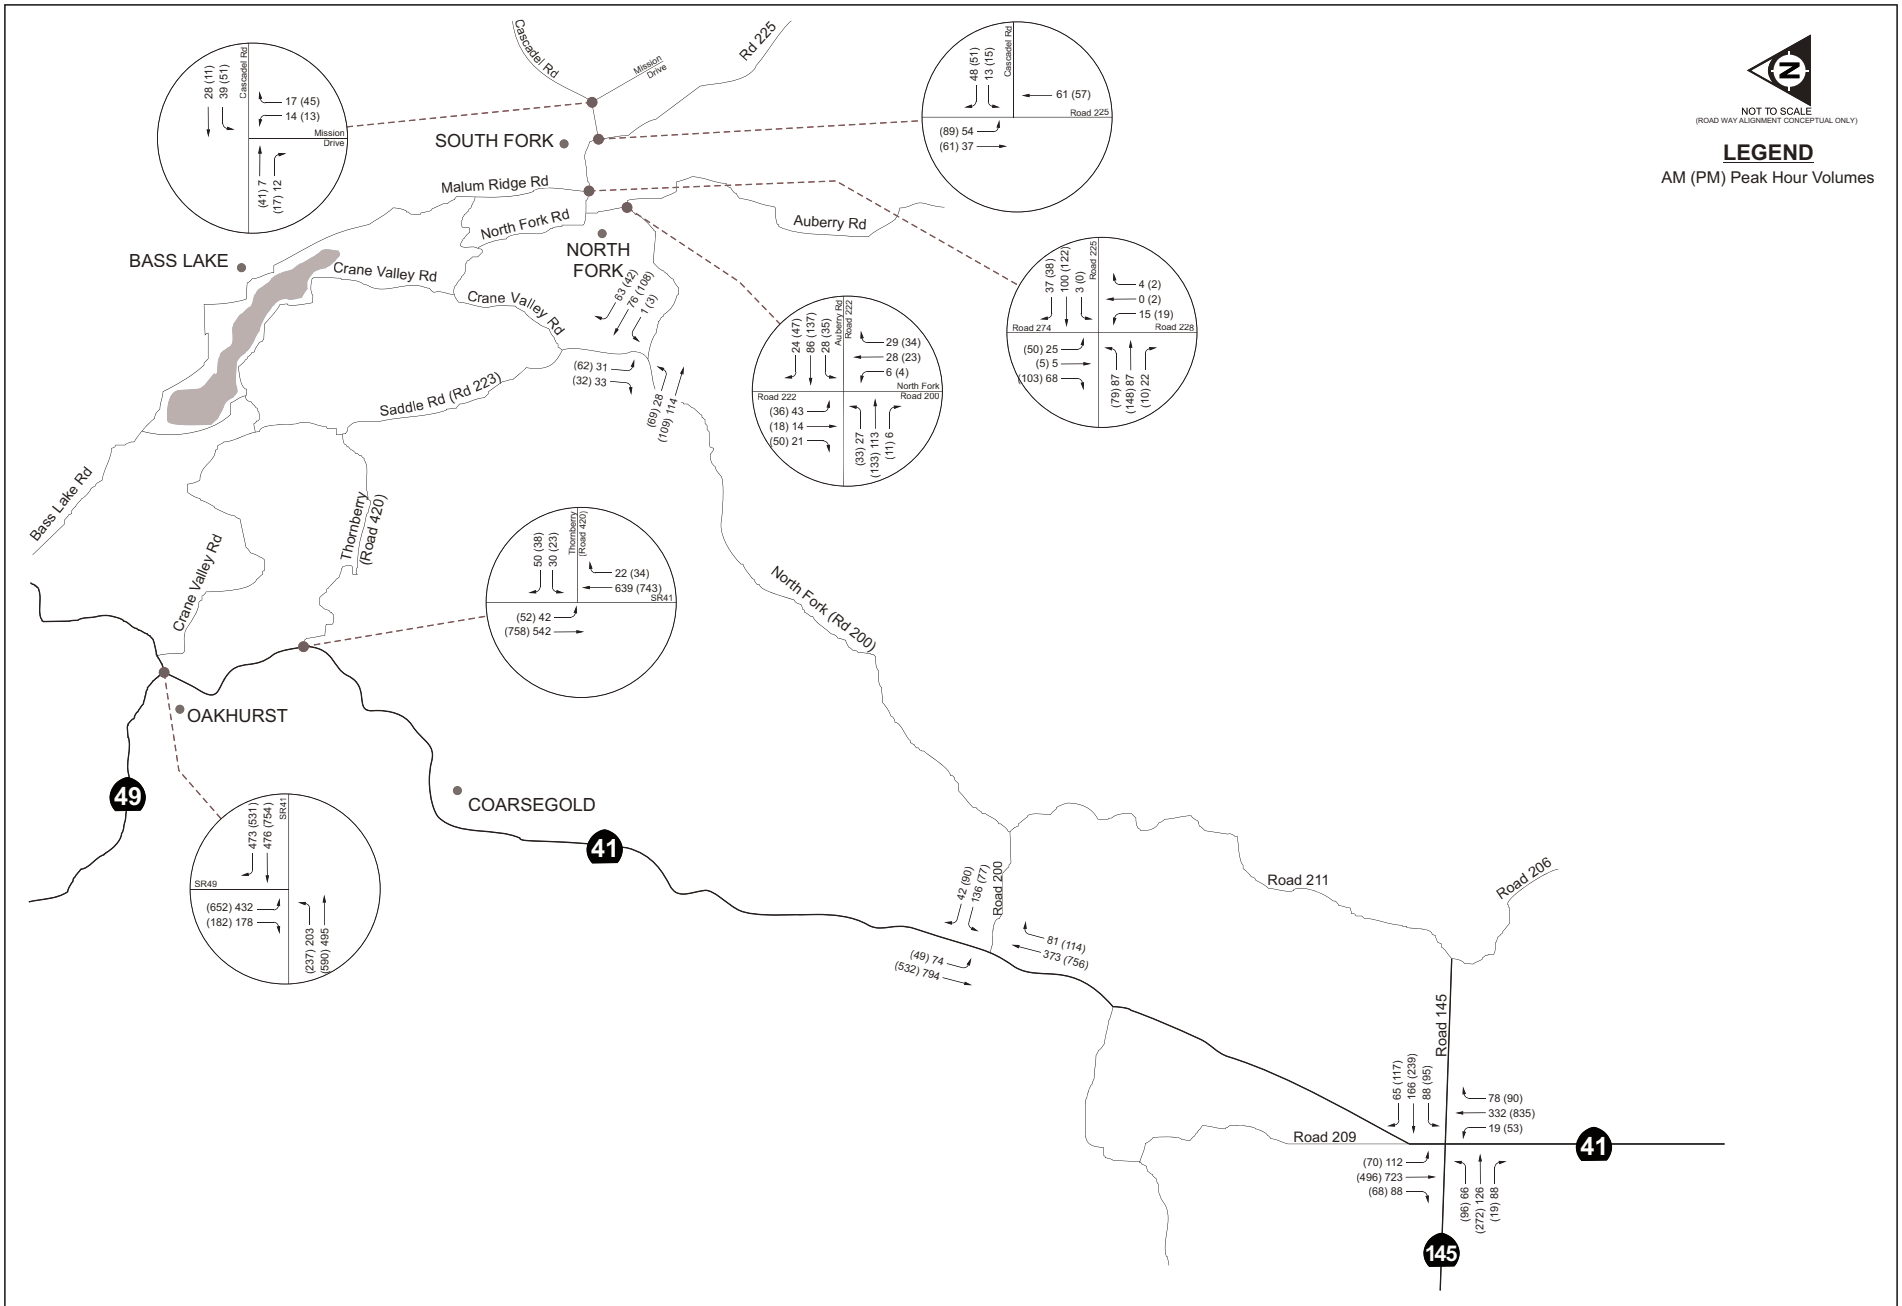 Cascadel Rd
Mission
Drive
Rd 225
SOUTH FORK
Malum Ridge Rd
North Fork Rd
NORTH
FORK
Auberry Rd
BASS LAKE
Crane Valley Rd
Crane Valley Rd
Saddle Rd (Rd 223)
Bass Lake Rd
Crane Valley Rd
Thornberry
(Road 420)
North Fork (Rd 200)
OAKHURST
COARSEGOLD
49
41
Road 200
Road 211
Road 206
Road 145
Road 209
41
145
N
NOT TO SCALE
(ROAD WAY ALIGNMENT CONCEPTUAL ONLY)
LEGEND
AM (PM) Peak Hour Volumes
28 (11)
39 (51)
Cascadel Rd
17 (45)
14 (13)
Mission
Drive
(41) 7
(17) 12
48 (51)
13 (15)
Cascadel Rd
61 (57)
Road 225
(89) 54
(61) 37
37 (38)
100 (122)
3 (0)
Road 225
4 (2)
0 (2)
15 (19)
Road 274
Road 228
(50) 25
(5) 5
(103) 68
(79) 87
(148) 87
(10) 22
24 (47)
86 (137)
28 (35)
Auberry Rd
Road 222
29 (34)
28 (23)
6 (4)
North Fork
Road 200
Road 222
(36) 43
(18) 14
(50) 21
(33) 27
(133) 113
(11) 6
63 (42)
76 (108)
1 (3)
(62) 31
(32) 33
(69) 28
(109) 114
50 (38)
30 (23)
Thornberry
(Road 420)
22 (34)
639 (743)
SR41
(52) 42
(758) 542
473 (531)
476 (754)
SR41
SR49
(652) 432
(182) 178
(237) 203
(590) 495
42 (90)
136 (77)
81 (114)
373 (756)
(49) 74
(532) 794
65 (117)
166 (239)
88 (95)
78 (90)
332 (835)
19 (53)
(70) 112
(496) 723
(68) 88
(96) 66
(272) 126
(19) 88